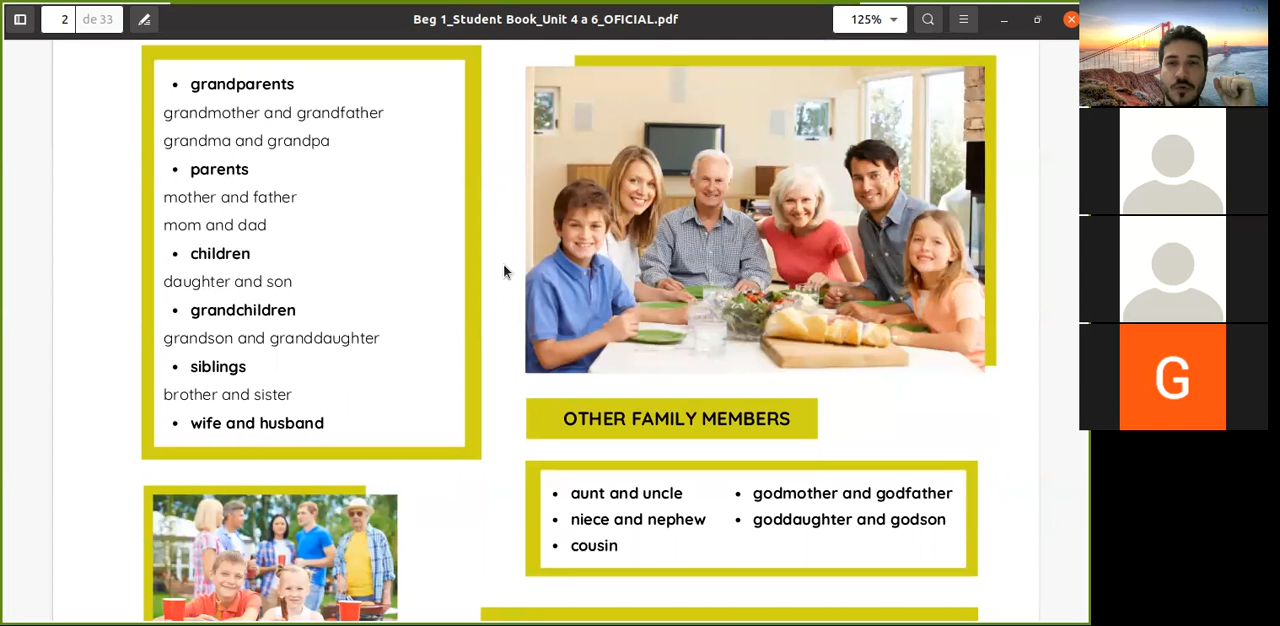 2 de 33
Beg 1_Student Book_Unit 4 a 6_OFICIAL.pdf
125%
• grandparents
grandmother and grandfather
grandma and grandpa
• parents
mother and father
mom and dad
• children
daughter and son
• grandchildren
grandson and granddaughter
• siblings
brother and sister
• wife and husband
OTHER FAMILY MEMBERS
• aunt and uncle
• niece and nephew
• cousin
• godmother and godfather
• goddaughter and godson
G